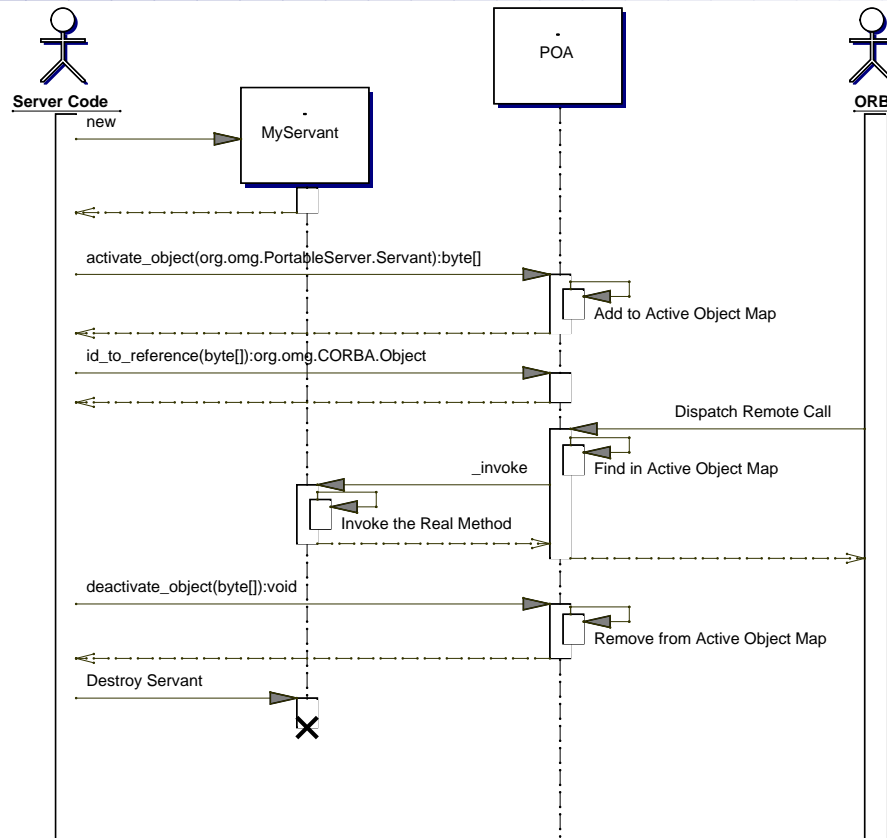 POA
Server Code
ORB
new
MyServant
activate_object(org.omg.PortableServer.Servant):byte[]
Add to Active Object Map
id_to_reference(byte[]):org.omg.CORBA.Object
Dispatch Remote Call
Find in Active Object Map
_invoke
Invoke the Real Method
deactivate_object(byte[]):void
Remove from Active Object Map
Destroy Servant